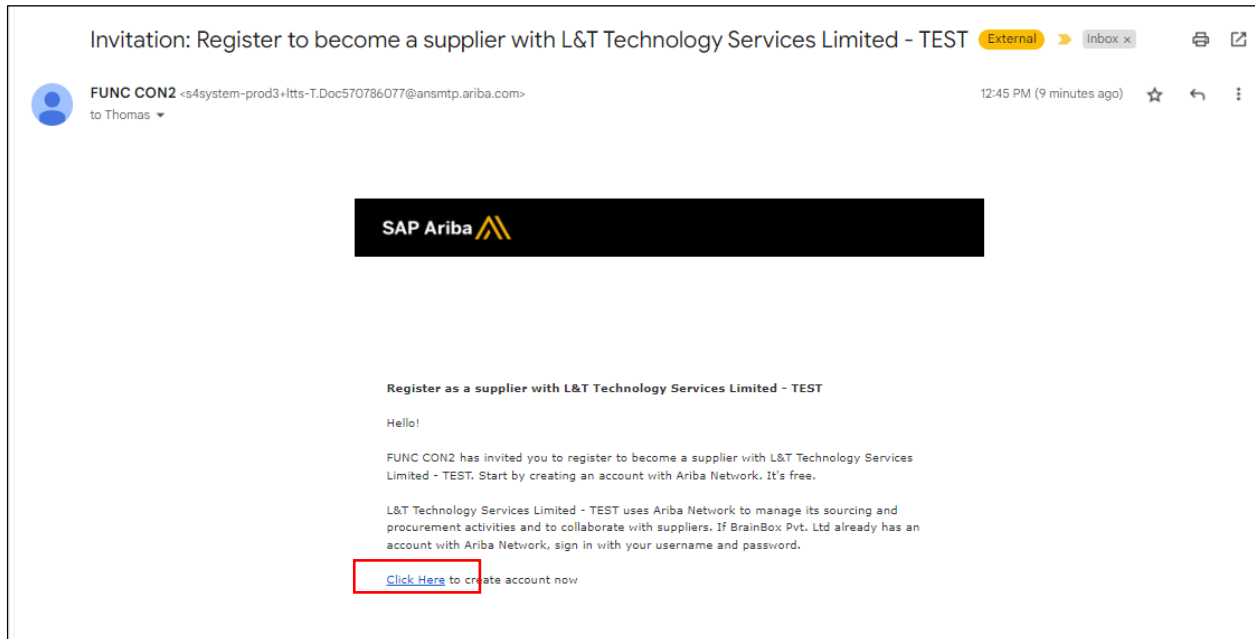 Invitation: Register to become a supplier with L&T Technology Services Limited - TEST External Inbox ×
FUNC CON2 <s4system-prod3+ltts-T.Doc570786077@ansmtp.ariba.com> 12:45 PM (9 minutes ago)
to Thomas
SAP Ariba
Register as a supplier with L&T Technology Services Limited - TEST
Hello!
FUNC CON2 has invited you to register to become a supplier with L&T Technology Services
Limited - TEST. Start by creating an account with Ariba Network. It's free.
L&T Technology Services Limited - TEST uses Ariba Network to manage its sourcing and
procurement activities and to collaborate with suppliers. If BrainBox Pvt. Ltd already has an
account with Ariba Network, sign in with your username and password.
Click Here to create account now